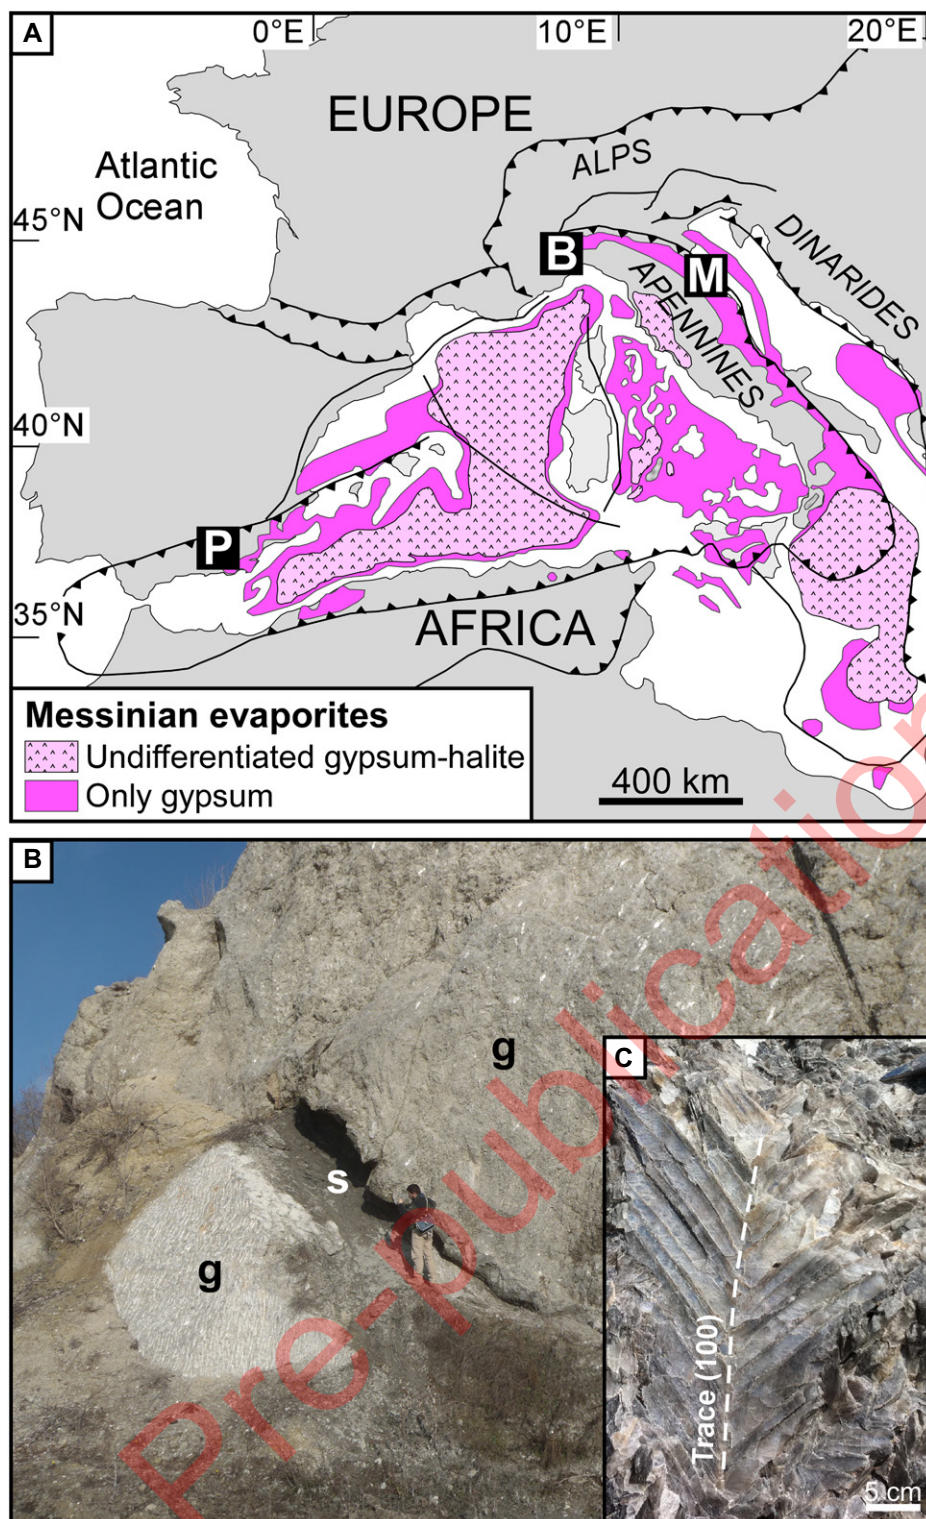 A
0°E
10°E
20°E
EUROPE
ALPS
Atlantic
Ocean
45°N
DINARIDES
B
M
APENNINES
40°N
P
35°N
AFRICA
Messinian evaporites
Undifferentiated gypsum-halite
Only gypsum
400 km
B
g
C
s
g
Trace (100)
5 cm
Pre-publication